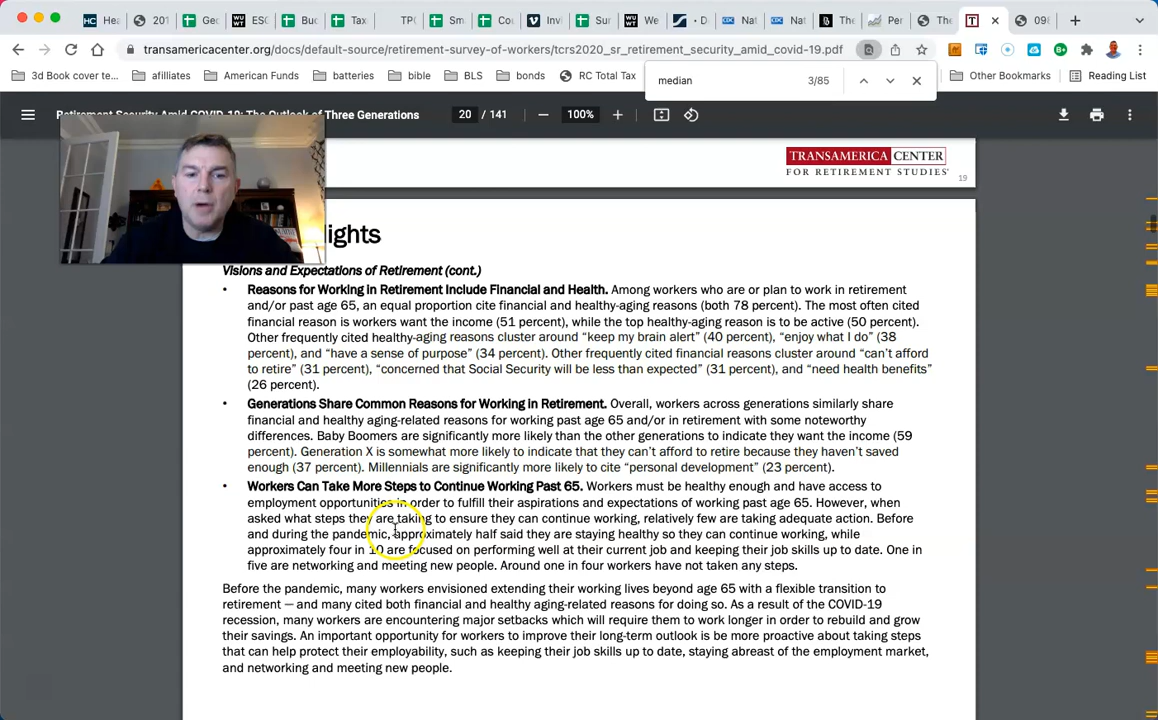 Hea
201
Geo
ESG
Buc
Tax
TPC
Sm
Cou
Invi
Sur
We
· D
Nat
Nat
The
Per
The
098
transamericacenter.org/docs/default-source/retirement-survey-of-workers/tcrs2020_sr_retirement_security_amid_covid-19.pdf
3d Book cover te...
afilliates
American Funds
batteries
bible
BLS
bonds
RC Total Tax
Other Bookmarks
Reading List
median
3/85
Retirement Security Amid COVID-19: The Outlook of Three Generations
20 / 141
100%
TRANSAMERICA CENTER
FOR RETIREMENT STUDIES®
19
lights
Visions and Expectations of Retirement (cont.)
• Reasons for Working in Retirement Include Financial and Health. Among workers who are or plan to work in retirement
and/or past age 65, an equal proportion cite financial and healthy-aging reasons (both 78 percent). The most often cited
financial reason is workers want the income (51 percent), while the top healthy-aging reason is to be active (50 percent).
Other frequently cited healthy-aging reasons cluster around “keep my brain alert” (40 percent), “enjoy what I do” (38
percent), and “have a sense of purpose” (34 percent). Other frequently cited financial reasons cluster around “can’t afford
to retire” (31 percent), “concerned that Social Security will be less than expected” (31 percent), and “need health benefits”
(26 percent).
• Generations Share Common Reasons for Working in Retirement. Overall, workers across generations similarly share
financial and healthy aging-related reasons for working past age 65 and/or in retirement with some noteworthy
differences. Baby Boomers are significantly more likely than the other generations to indicate they want the income (59
percent). Generation X is somewhat more likely to indicate that they can’t afford to retire because they haven’t saved
enough (37 percent). Millennials are significantly more likely to cite “personal development” (23 percent).
• Workers Can Take More Steps to Continue Working Past 65. Workers must be healthy enough and have access to
employment opportunities in order to fulfill their aspirations and expectations of working past age 65. However, when
asked what steps they are taking to ensure they can continue working, relatively few are taking adequate action. Before
and during the pandemic, approximately half said they are staying healthy so they can continue working, while
approximately four in 10 are focused on performing well at their current job and keeping their job skills up to date. One in
five are networking and meeting new people. Around one in four workers have not taken any steps.
Before the pandemic, many workers envisioned extending their working lives beyond age 65 with a flexible transition to
retirement — and many cited both financial and healthy aging-related reasons for doing so. As a result of the COVID-19
recession, many workers are encountering major setbacks which will require them to work longer in order to rebuild and grow
their savings. An important opportunity for workers to improve their long-term outlook is be more proactive about taking steps
that can help protect their employability, such as keeping their job skills up to date, staying abreast of the employment market,
and networking and meeting new people.